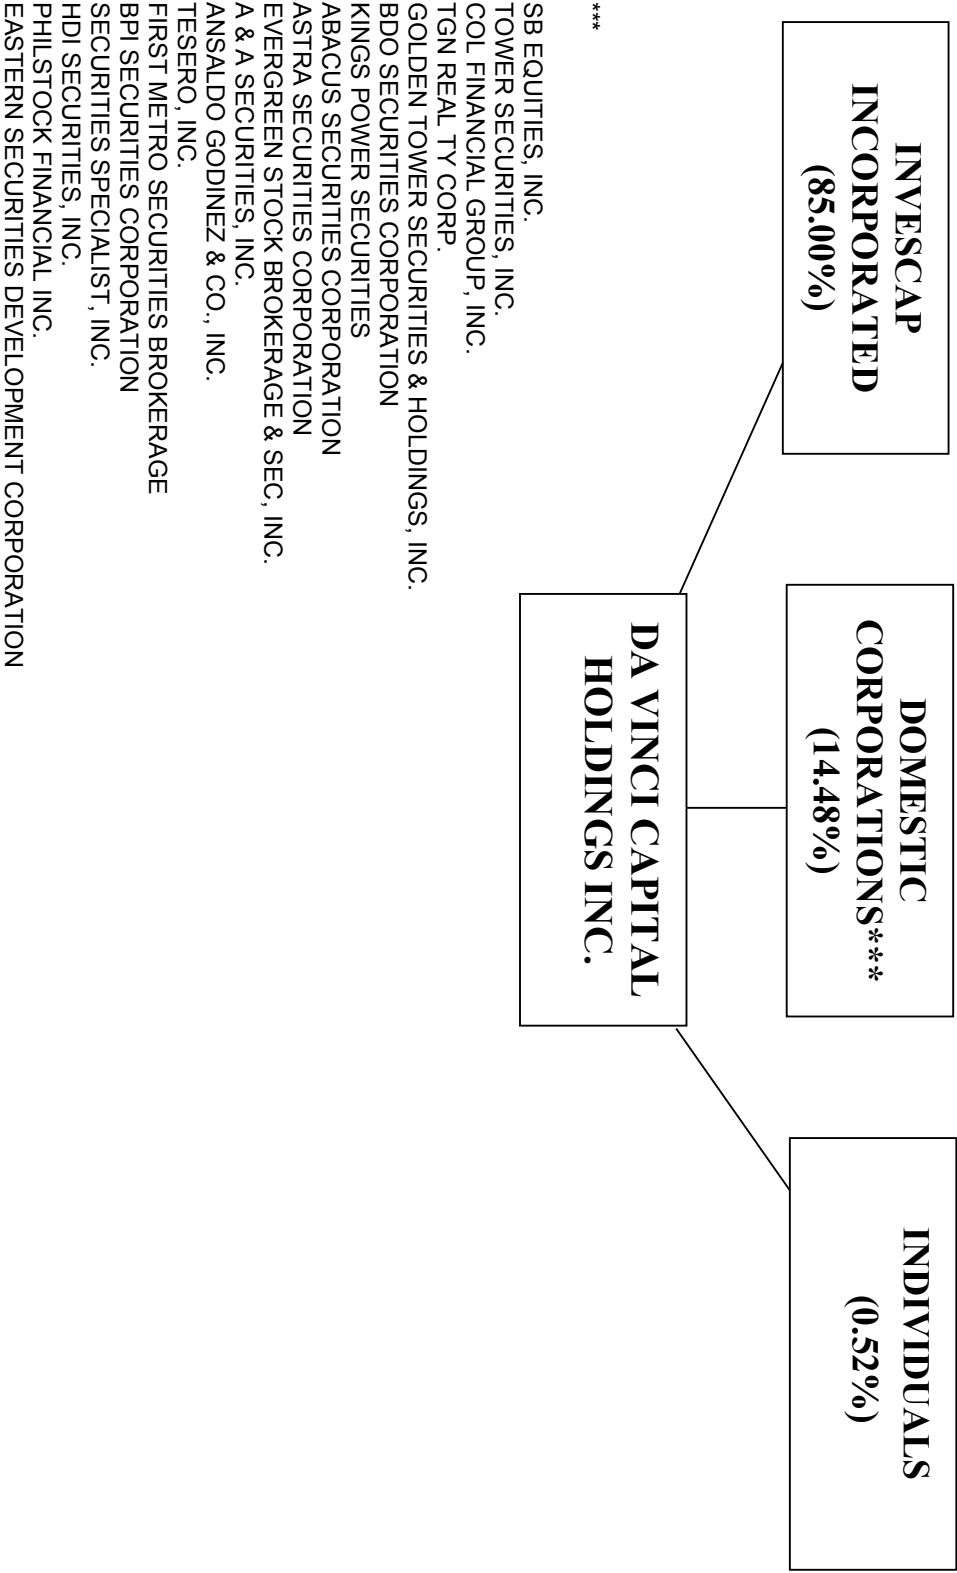 INVESCAP
INCORPORATED
(85.00%)
DOMESTIC
CORPORATIONS***
(14.48%)
INDIVIDUALS
(0.52%)
DA VINCI CAPITAL
HOLDINGS INC.
***
SB EQUITIES, INC.
TOWER SECURITIES, INC.
COL FINANCIAL GROUP, INC.
TGN REAL TY CORP.
GOLDEN TOWER SECURITIES & HOLDINGS, INC.
BDO SECURITIES CORPORATION
KINGS POWER SECURITIES
ABACUS SECURITIES CORPORATION
ASTRA SECURITIES CORPORATION
EVERGREEN STOCK BROKERAGE & SEC, INC.
A & A SECURITIES, INC.
ANSALDO GODINEZ & CO., INC.
TESERO, INC.
FIRST METRO SECURITIES BROKERAGE
BPI SECURITIES CORPORATION
SECURITIES SPECIALIST, INC.
HDI SECURITIES, INC.
PHILSTOCK FINANCIAL INC.
EASTERN SECURITIES DEVELOPMENT CORPORATION